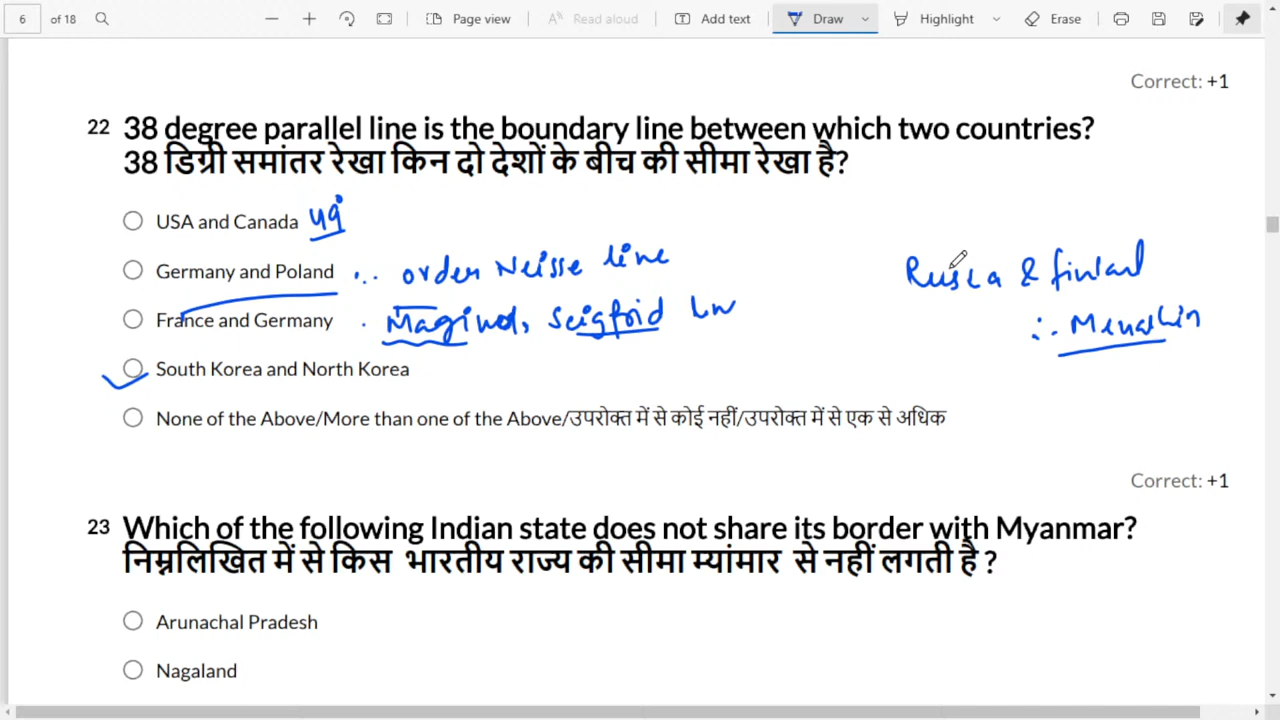 6 of 18 Page view Read aloud Add text Draw Highlight Erase
Correct: +1
22 38 degree parallel line is the boundary line between which two countries?
38 डिग्री समांतर रेखा किन दो देशों के बीच की सीमा रेखा है?
USA and Canada 49°
Germany and Poland order Neisse line
Rusia & finland
France and Germany Maginot, Seigfrid Line
South Korea and North Korea
None of the Above/More than one of the Above/उपरोक्त में से कोई नहीं/उपरोक्त में से एक से अधिक
Correct: +1
23 Which of the following Indian state does not share its border with Myanmar?
निम्नलिखित में से किस भारतीय राज्य की सीमा म्यांमार से नहीं लगती है ?
Arunachal Pradesh
Nagaland